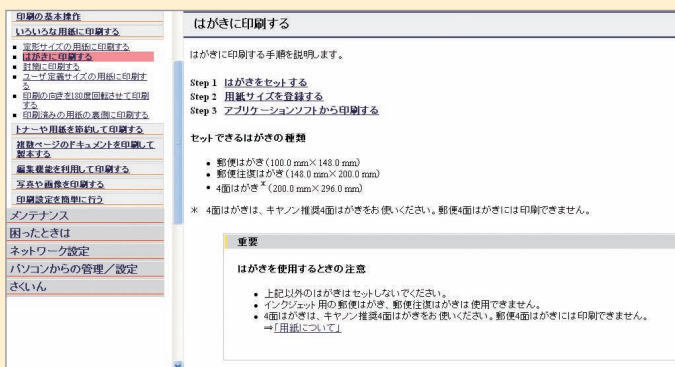 印刷の基本操作
いろいろな用紙に印刷する
定形サイズの用紙に印刷する
はがきに印刷する
封筒に印刷する
ユーザ定義サイズの用紙に印刷す
る
印刷の向きを180度回転させて印刷
する
印刷済みの用紙の裏側に印刷する
トナーや用紙を節約して印刷する
複数ページのドキュメントを印刷して
製本する
編集機能を利用して印刷する
写真や画像を印刷する
印刷設定を簡単に行う
メンテナンス
困ったときは
ネットワーク設定
パソコンからの管理／設定
さくいん
はがきに印刷する
はがきに印刷する手順を説明します。
Step 1 はがきをセットする
Step 2 用紙サイズを登録する
Step 3 アプリケーションソフトから印刷する
セットできるはがきの種類
• 郵便はがき（100.0 mm×148.0 mm）
• 郵便往復はがき（148.0 mm×200.0 mm）
• 4面はがき＊（200.0 mm×296.0 mm）
＊ 4面はがきは、キヤノン推奨4面はがきをお使いください。郵便4面はがきには印刷できません。
重要
はがきを使用するときの注意
• 上記以外のはがきはセットしないでください。
• インクジェット用の郵便はがき、郵便往復はがきは使用できません。
• 4面はがきは、キヤノン推奨4面はがきをお使いください。郵便4面はがきには印刷できません。
⇒「用紙について」